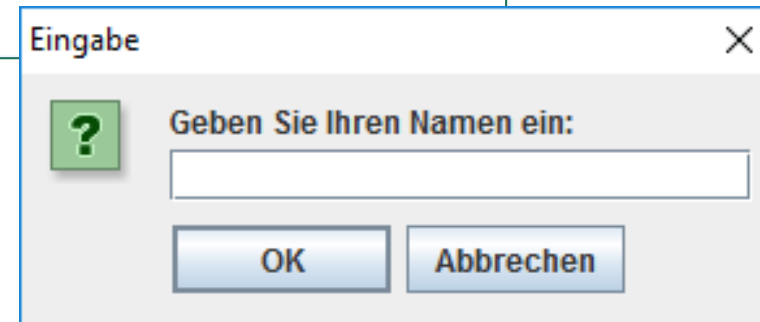 Eingabe
?
Geben Sie Ihren Namen ein:
OK
Abbrechen